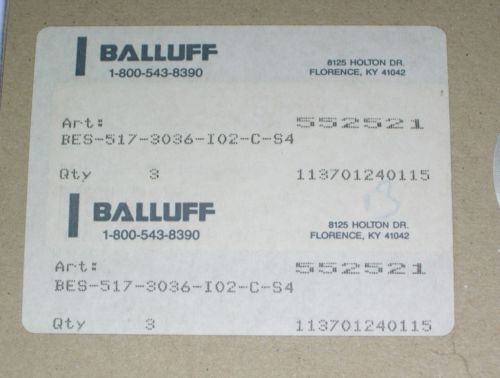 BALLUFF
1-800-543-8390
8125 HOLTON DR.
FLORENCE, KY 41042
Art: 552521
BES-517-3036-I02-C-S4
Qty 3 113701240115
BALLUFF
1-800-543-8390
8125 HOLTON DR.
FLORENCE, KY 41042
Art: 552521
BES-517-3036-I02-C-S4
Qty 3 113701240115